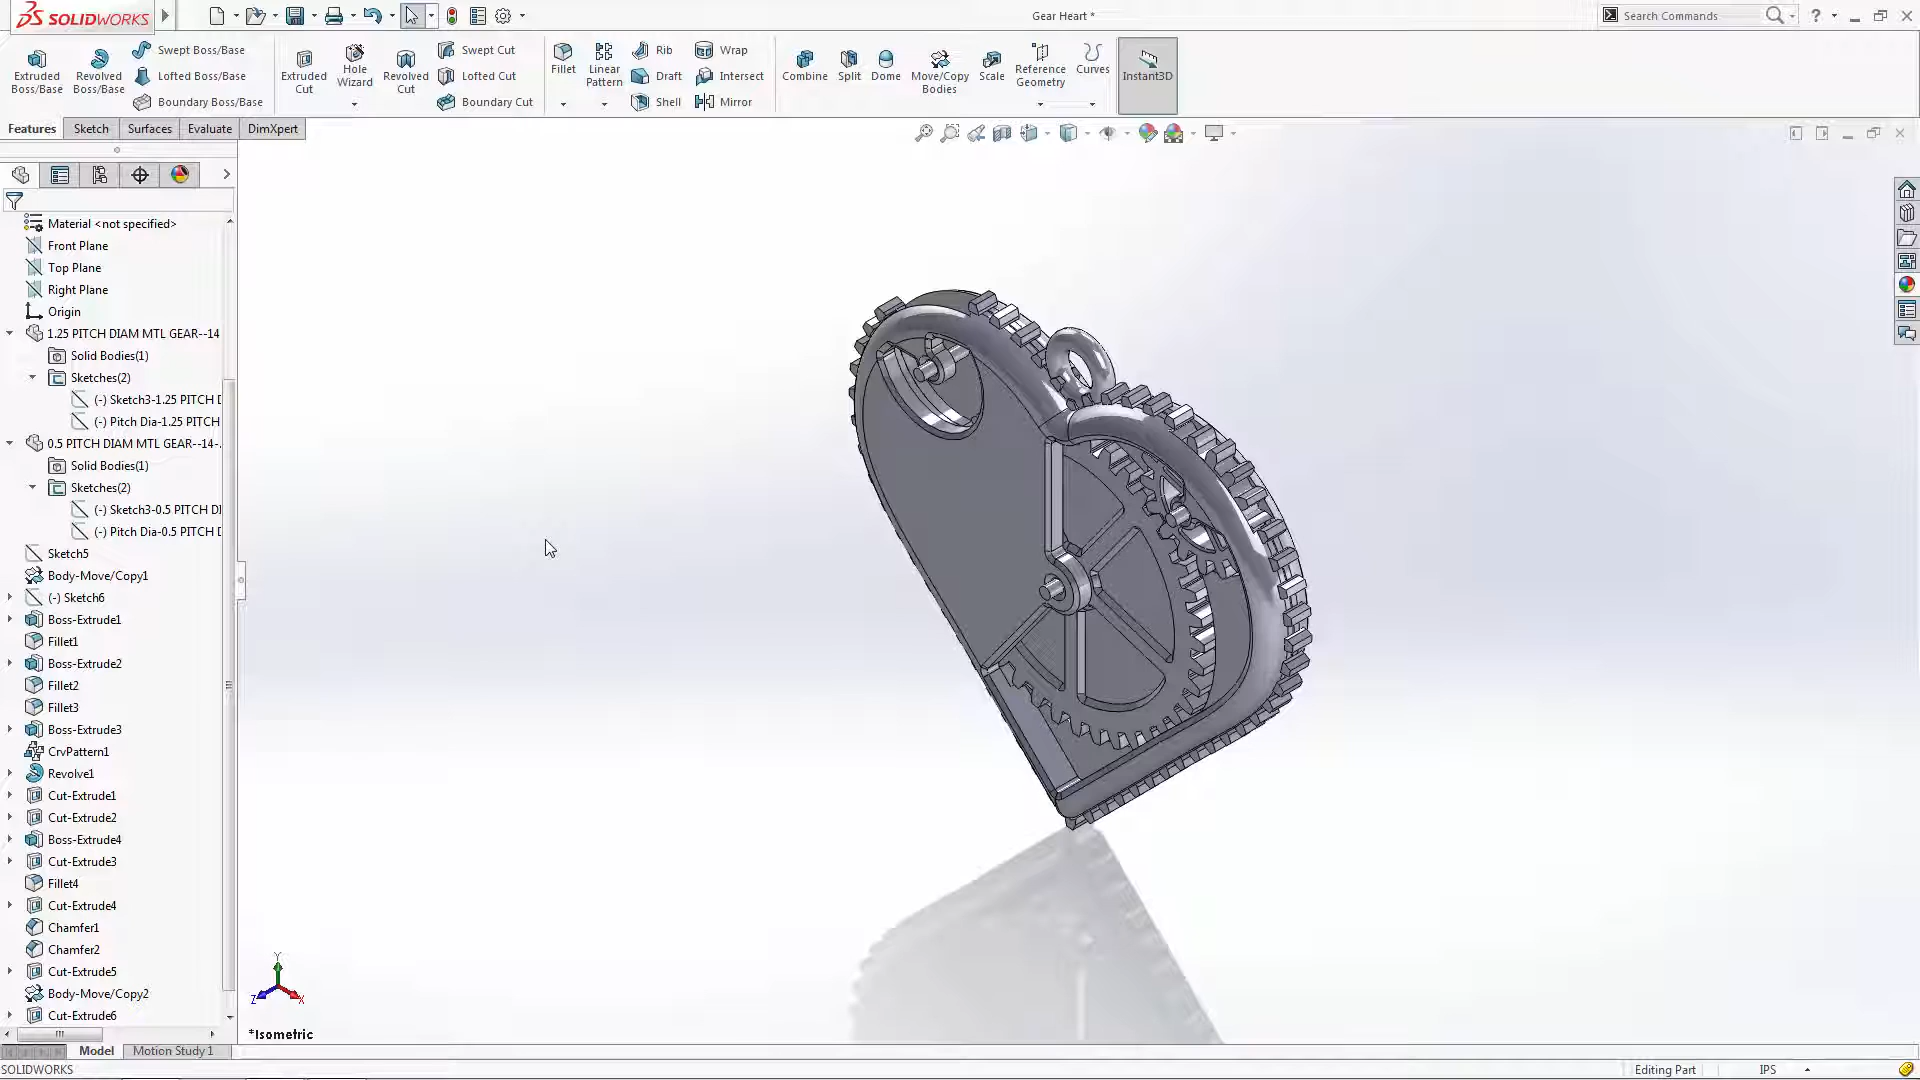 SOLIDWORKS
Gear Heart *
Search Commands
?
Extruded Boss/Base
Revolved Boss/Base
Swept Boss/Base
Lofted Boss/Base
Boundary Boss/Base
Extruded Cut
Hole Wizard
Revolved Cut
Swept Cut
Lofted Cut
Boundary Cut
Fillet
Linear Pattern
Rib
Draft
Shell
Wrap
Intersect
Mirror
Combine
Split
Dome
Move/Copy Bodies
Scale
Reference Geometry
Curves
Instant3D
Features
Sketch
Surfaces
Evaluate
DimXpert
Material <not specified>
Front Plane
Top Plane
Right Plane
Origin
1.25 PITCH DIAM MTL GEAR--14
Solid Bodies(1)
Sketches(2)
(-) Sketch3-1.25 PITCH D
(-) Pitch Dia-1.25 PITCH
0.5 PITCH DIAM MTL GEAR--14-
Solid Bodies(1)
Sketches(2)
(-) Sketch3-0.5 PITCH DI
(-) Pitch Dia-0.5 PITCH D
Sketch5
Body-Move/Copy1
(-) Sketch6
Boss-Extrude1
Fillet1
Boss-Extrude2
Fillet2
Fillet3
Boss-Extrude3
CrvPattern1
Revolve1
Cut-Extrude1
Cut-Extrude2
Boss-Extrude4
Cut-Extrude3
Fillet4
Cut-Extrude4
Chamfer1
Chamfer2
Cut-Extrude5
Body-Move/Copy2
Cut-Extrude6
Y
Z
X
*Isometric
Model
Motion Study 1
SOLIDWORKS
Editing Part
IPS